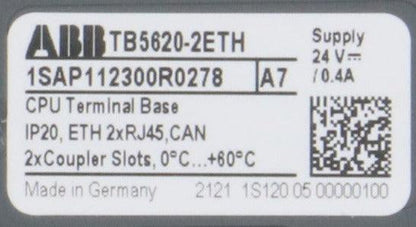 ABB TB5620-2ETH
Supply
24 V⎓
/ 0.4A
1SAP112300R0278 A7
CPU Terminal Base
IP20, ETH 2xRJ45,CAN
2xCoupler Slots, 0°C...+60°C
Made in Germany 2121 1S120 05 00000100